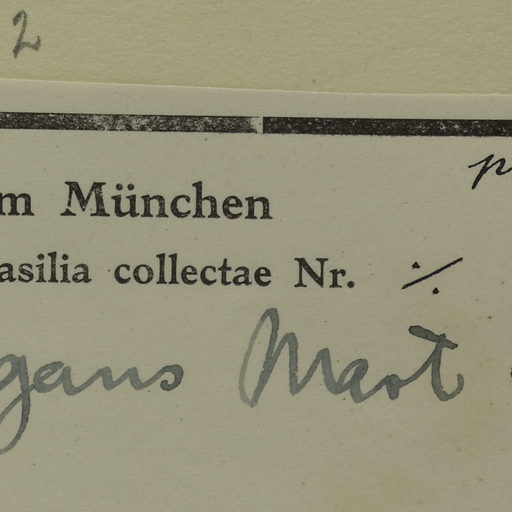 2
p
m München
asilia collectae Nr. ·/.
gans Mart